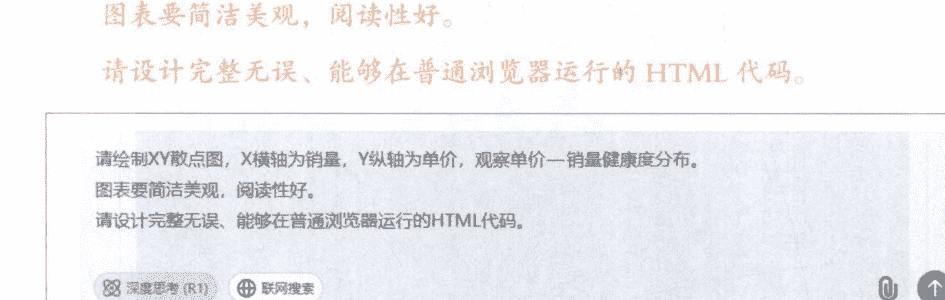 图表要简洁美观，阅读性好。
请设计完整无误、能够在普通浏览器运行的 HTML 代码。
请绘制XY散点图，X横轴为销量，Y纵轴为单价，观察单价—销量健康度分布。
图表要简洁美观，阅读性好。
请设计完整无误、能够在普通浏览器运行的HTML代码。
深度思考 (R1) 联网搜索